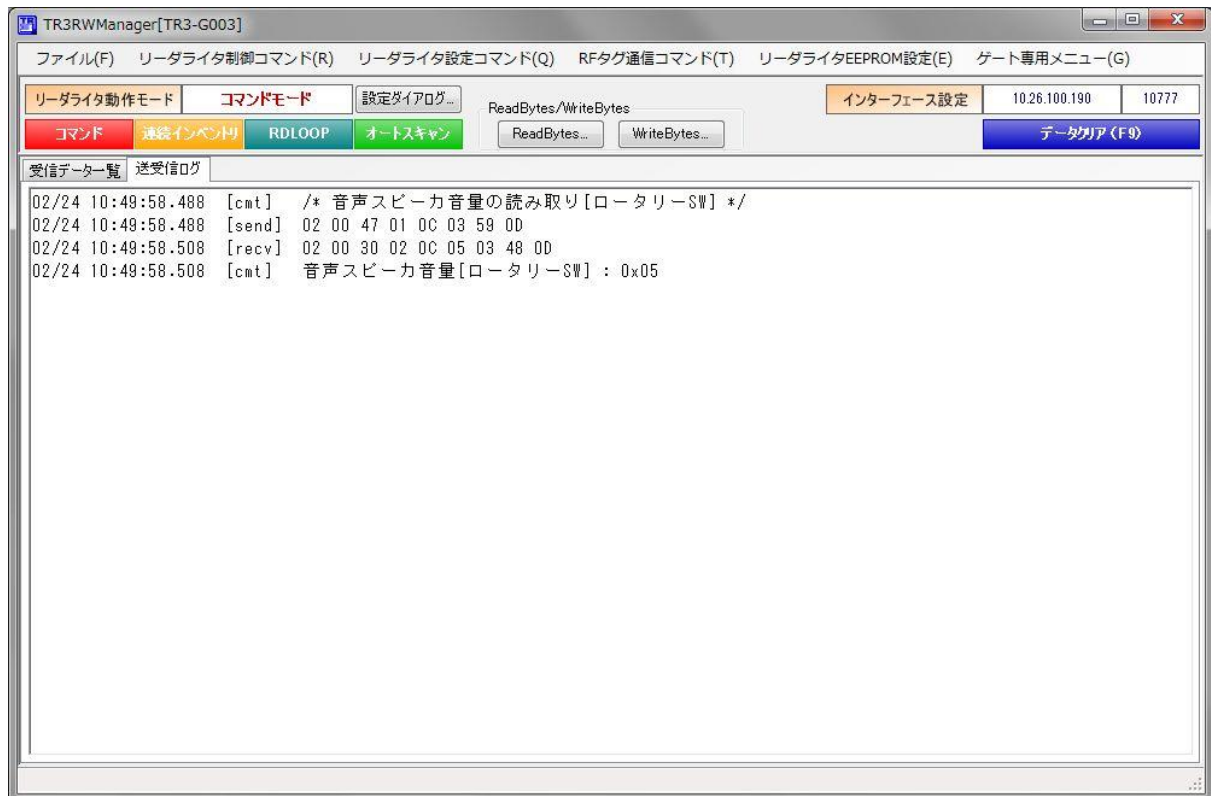 TR3RWManager[TR3-G003]
ファイル(F) リーダライタ制御コマンド(R) リーダライタ設定コマンド(Q) RFタグ通信コマンド(T) リーダライタEEPROM設定(E) ゲート専用メニュー(G)
リーダライタ動作モード コマンドモード 設定ダイアログ... ReadBytes/WriteBytes インターフェース設定 10.26.100.190 10777
コマンド 連続インベントリ RDLOOP オートスキャン ReadBytes... WriteBytes... データクリア(F9)
受信データ一覧 送受信ログ
02/24 10:49:58.488 [cmt] /* 音声スピーカ音量の読み取り[ロータリーSW] */
02/24 10:49:58.488 [send] 02 00 47 01 0C 03 59 0D
02/24 10:49:58.508 [recv] 02 00 30 02 0C 05 03 48 0D
02/24 10:49:58.508 [cmt] 音声スピーカ音量[ロータリーSW] : 0x05